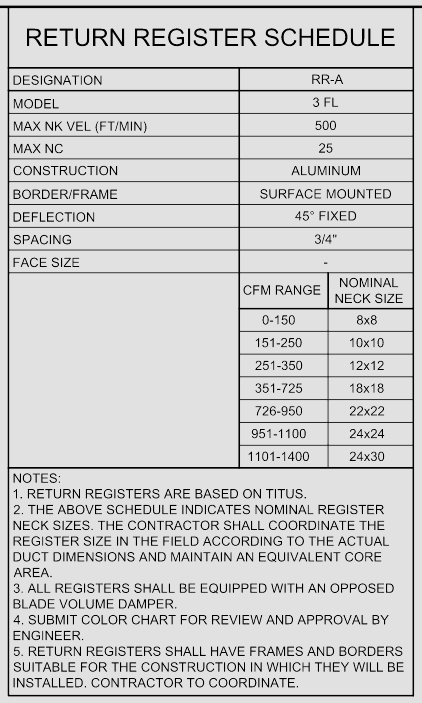 RETURN REGISTER SCHEDULE
DESIGNATION RR-A
MODEL 3 FL
MAX NK VEL (FT/MIN) 500
MAX NC 25
CONSTRUCTION ALUMINUM
BORDER/FRAME SURFACE MOUNTED
DEFLECTION 45° FIXED
SPACING 3/4"
FACE SIZE -
CFM RANGE NOMINAL NECK SIZE
0-150 8x8
151-250 10x10
251-350 12x12
351-725 18x18
726-950 22x22
951-1100 24x24
1101-1400 24x30
NOTES:
1. RETURN REGISTERS ARE BASED ON TITUS.
2. THE ABOVE SCHEDULE INDICATES NOMINAL REGISTER
NECK SIZES. THE CONTRACTOR SHALL COORDINATE THE
REGISTER SIZE IN THE FIELD ACCORDING TO THE ACTUAL
DUCT DIMENSIONS AND MAINTAIN AN EQUIVALENT CORE
AREA.
3. ALL REGISTERS SHALL BE EQUIPPED WITH AN OPPOSED
BLADE VOLUME DAMPER.
4. SUBMIT COLOR CHART FOR REVIEW AND APPROVAL BY
ENGINEER.
5. RETURN REGISTERS SHALL HAVE FRAMES AND BORDERS
SUITABLE FOR THE CONSTRUCTION IN WHICH THEY WILL BE
INSTALLED. CONTRACTOR TO COORDINATE.